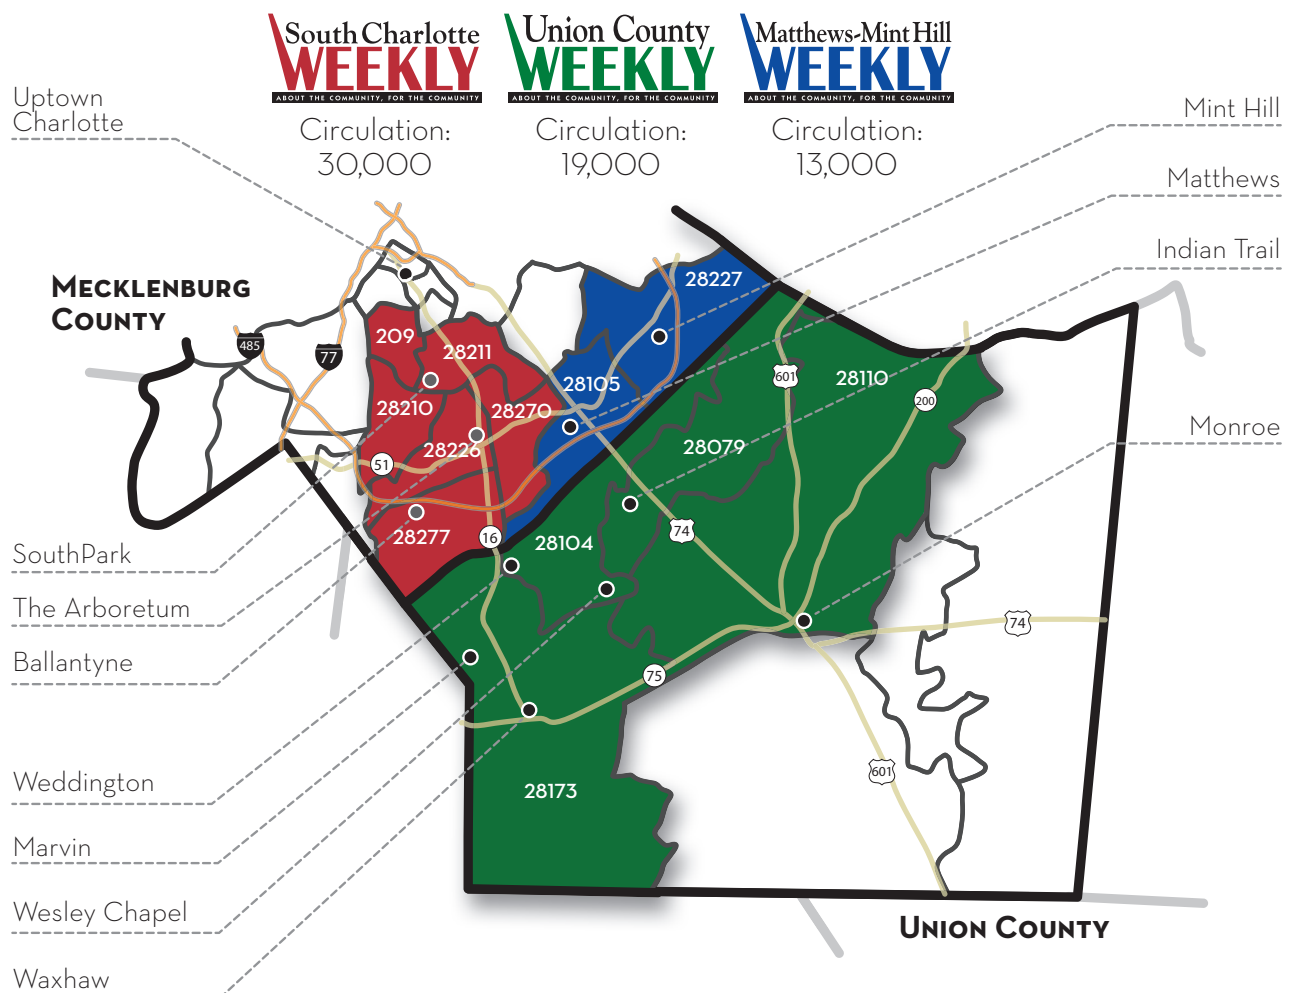 South Charlotte
WEEKLY
ABOUT THE COMMUNITY, FOR THE COMMUNITY
Circulation:
30,000
Union County
WEEKLY
ABOUT THE COMMUNITY, FOR THE COMMUNITY
Circulation:
19,000
Matthews-Mint Hill
WEEKLY
ABOUT THE COMMUNITY, FOR THE COMMUNITY
Circulation:
13,000
Uptown
Charlotte
Mint Hill
Matthews
Indian Trail
Monroe
MECKLENBURG
COUNTY
485
77
209
28211
28210
28270
28226
51
28277
16
28227
28105
601
28110
200
28079
74
28104
75
74
601
28173
SouthPark
The Arboretum
Ballantyne
Weddington
Marvin
Wesley Chapel
Waxhaw
UNION COUNTY